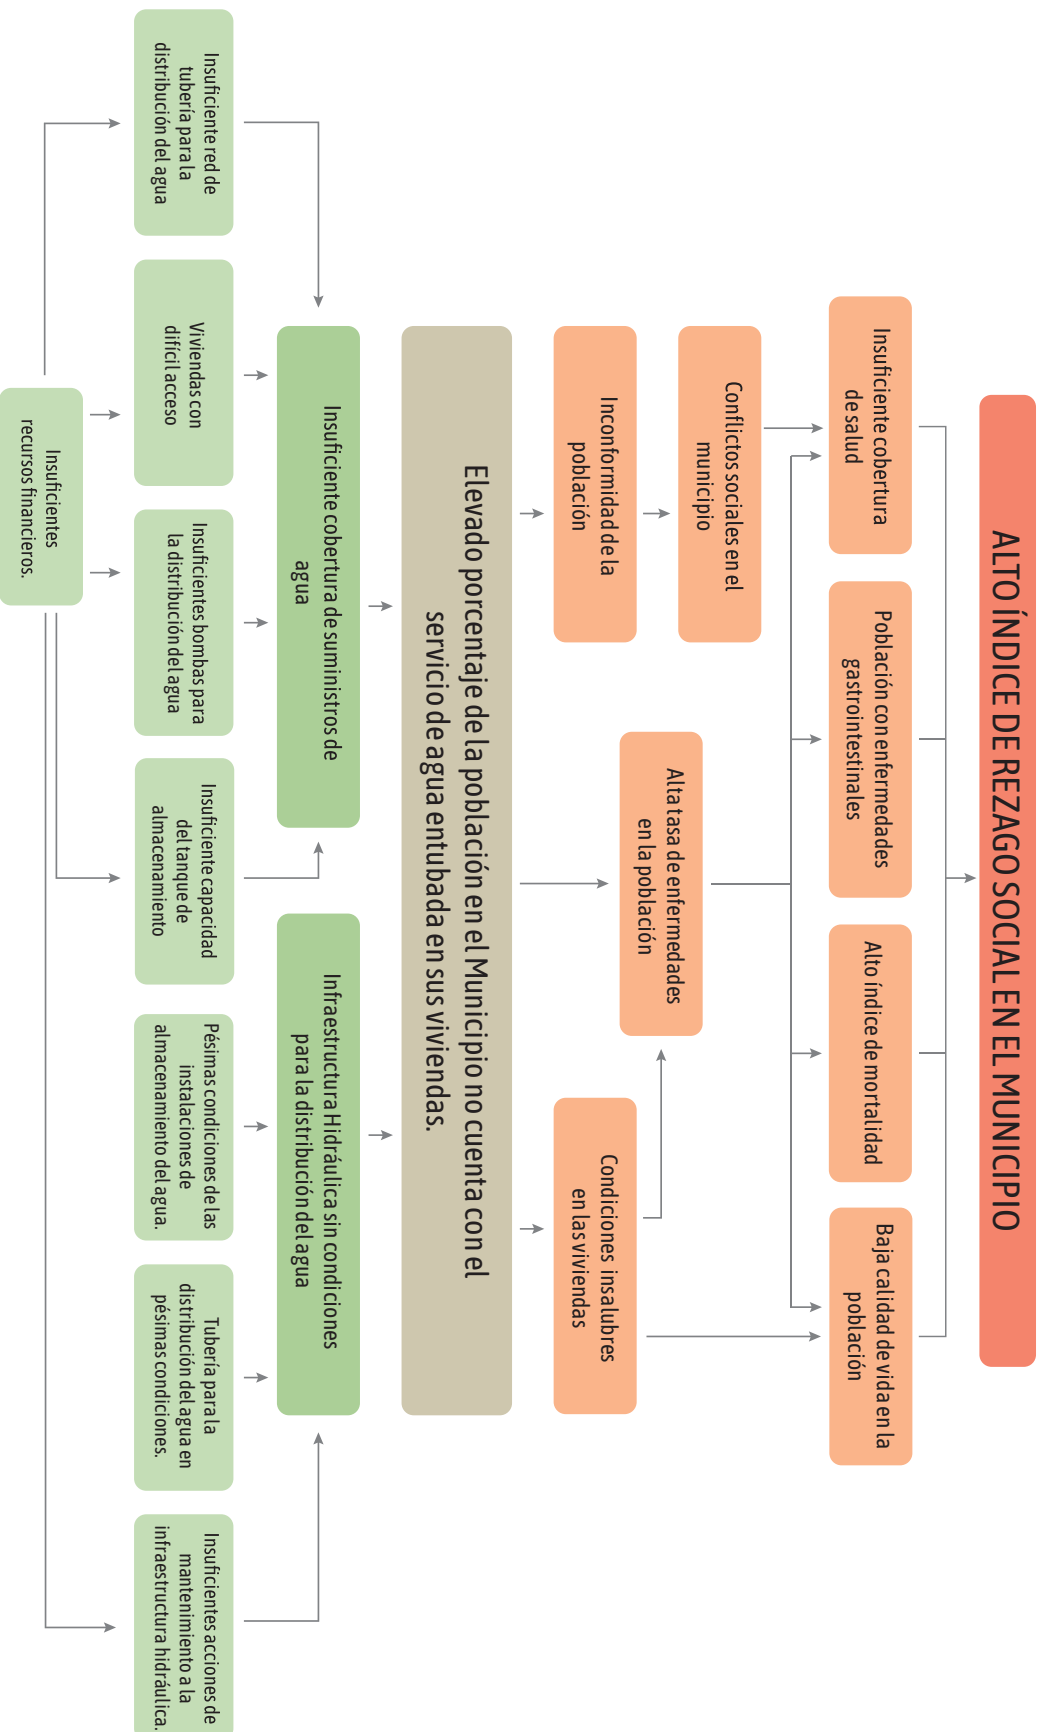 ALTO ÍNDICE DE REZAGO SOCIAL EN EL MUNICIPIO
Insuficiente cobertura
de salud
Población con enfermedades
gastrointestinales
Alto índice de mortalidad
Baja calidad de vida en la
población
Conflictos sociales en el
municipio
Inconformidad de la
población
Alta tasa de enfermedades
en la población
Condiciones insalubres
en las viviendas
Elevado porcentaje de la población en el Municipio no cuenta con el
servicio de agua entubada en sus viviendas.
Insuficiente cobertura de suministros de
agua
Infraestructura Hidráulica sin condiciones
para la distribución del agua
Insuficiente red de
tubería para la
distribución del agua
Viviendas con
difícil acceso
Insuficientes bombas para
la distribución del agua
Insuficiente capacidad
del tanque de
almacenamiento
Pésimas condiciones de las
instalaciones de
almacenamiento del agua.
Tubería para la
distribución del agua en
pésimas condiciones.
Insuficientes acciones de
mantenimiento a la
infraestructura hidráulica.
Insuficientes
recursos financieros.